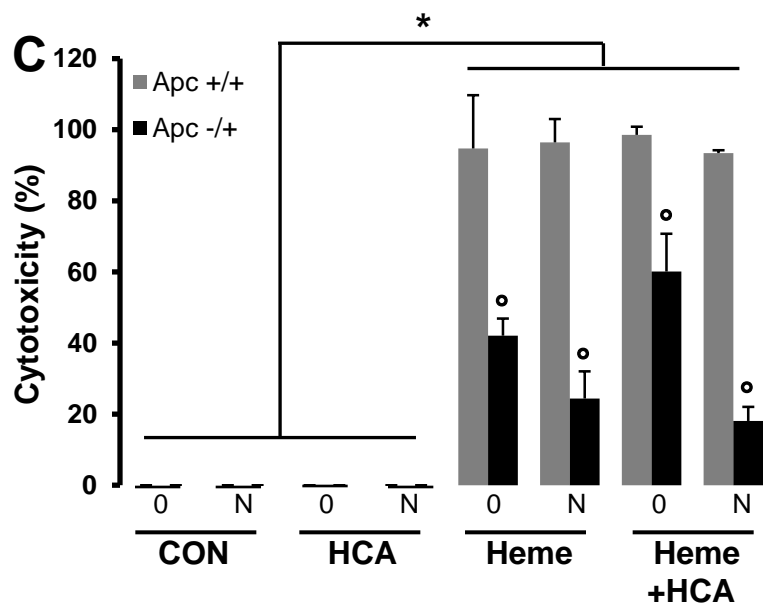 C
*
120
Apc +/+
100
Apc -/+
80
60
40
20
0
Cytotoxicity (%)
0 N 0 N 0 N 0 N
CON HCA Heme Heme
+HCA